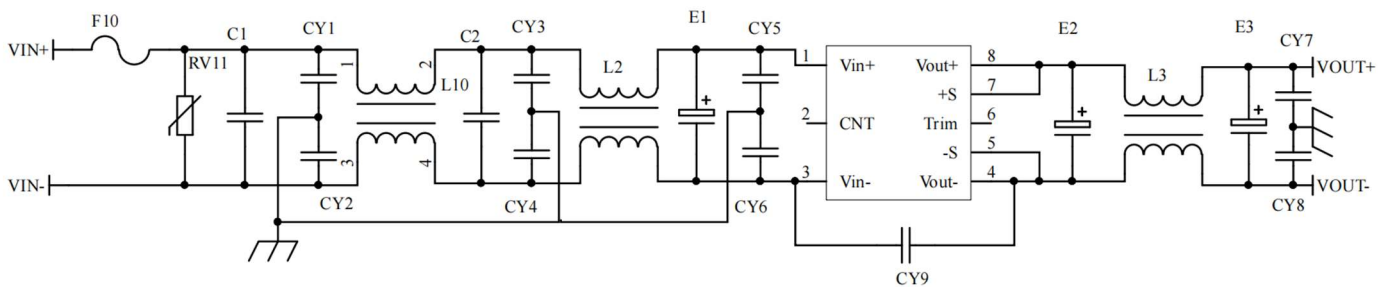 F10
C1
CY1
C2
CY3
E1
CY5
E2
E3
CY7
VIN+
RV11
1
2
L10
L2
+
1
Vin+
Vout+
8
+
L3
+
VOUT+
+S
7
2
CNT
Trim
6
3
4
-S
5
VIN-
CY2
CY4
CY6
3
Vin-
Vout-
4
VOUT-
CY8
CY9